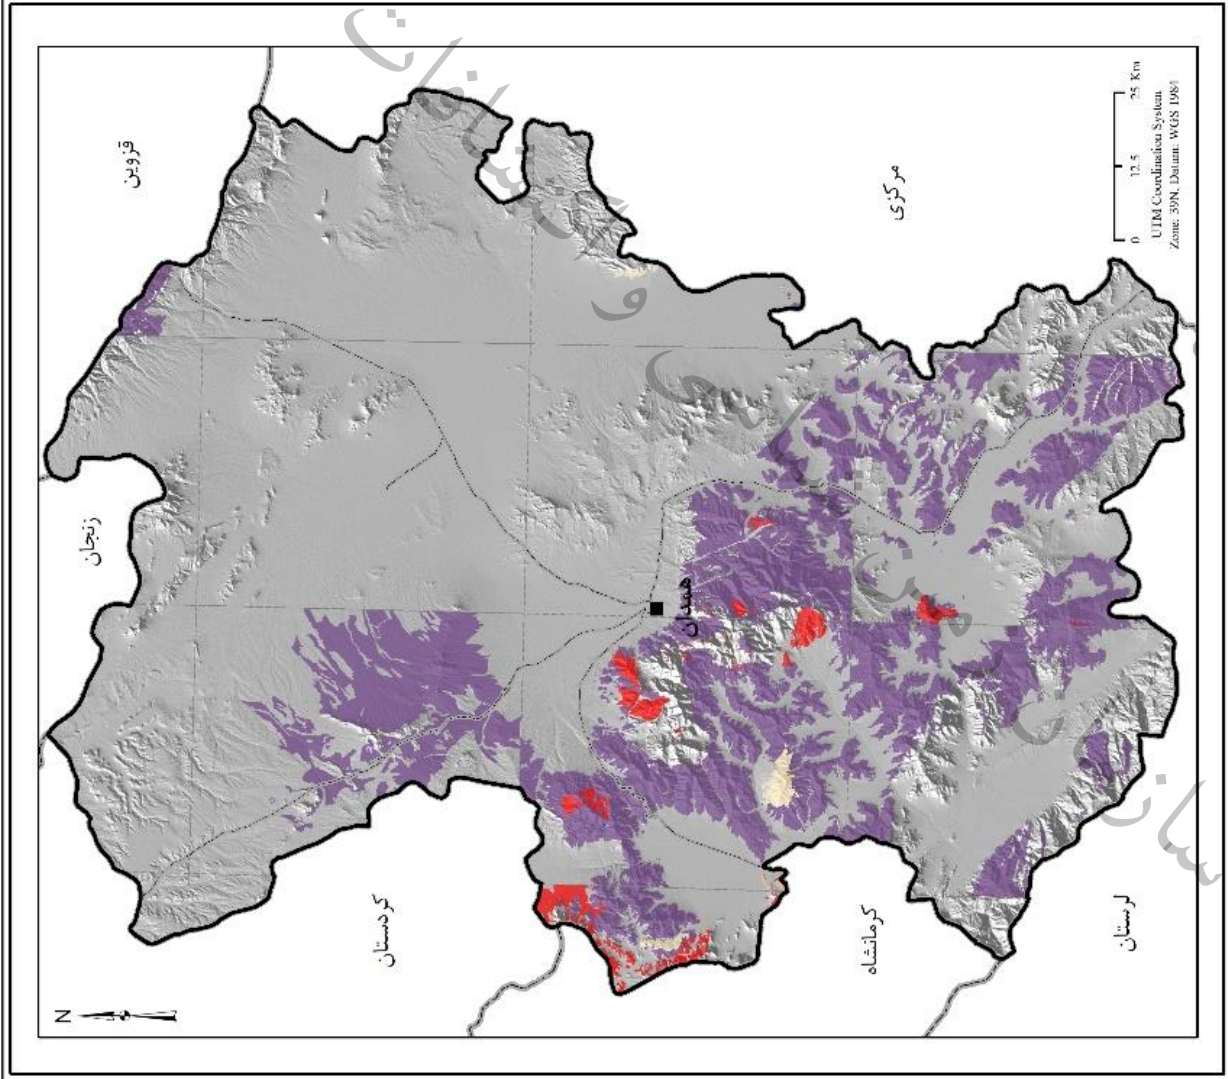 قزوین
زنجان
مرکزی
همدان
کردستان
کرمانشاه
لرستان
N
0 12.5 25 Km
UTM Coordination System
Zone: 39N, Datum: WGS 1984